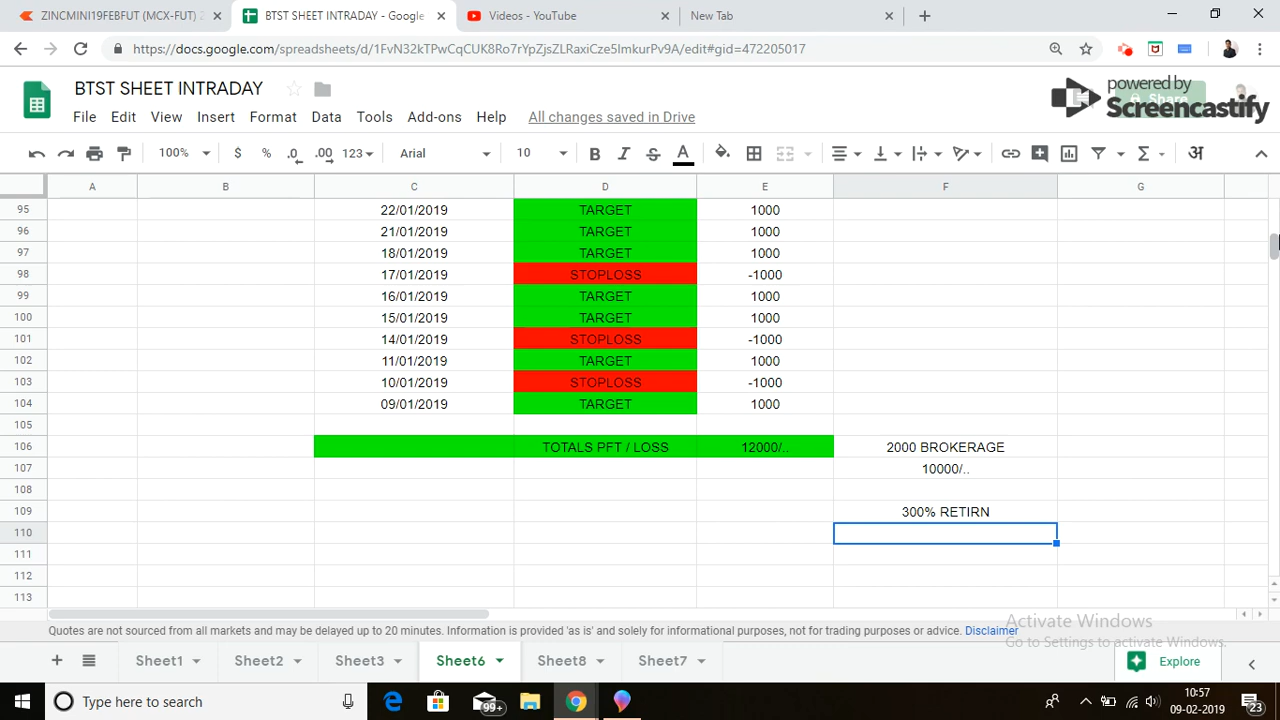 ZINCMINI19FEBFUT (MCX-FUT) 2
BTST SHEET INTRADAY - Google
Videos - YouTube
New Tab
https://docs.google.com/spreadsheets/d/1FvN32kTPwCqCUK8Ro7rYpZjsZLRaxiCze5ImkurPv9A/edit#gid=472205017
BTST SHEET INTRADAY
powered by
Screencastify
Share
File Edit View Insert Format Data Tools Add-ons Help All changes saved in Drive
100% $ % .0 .00 123 Arial 10 B I S A Σ अ
A B C D E F G
95 22/01/2019 TARGET 1000
96 21/01/2019 TARGET 1000
97 18/01/2019 TARGET 1000
98 17/01/2019 STOPLOSS -1000
99 16/01/2019 TARGET 1000
100 15/01/2019 TARGET 1000
101 14/01/2019 STOPLOSS -1000
102 11/01/2019 TARGET 1000
103 10/01/2019 STOPLOSS -1000
104 09/01/2019 TARGET 1000
105
106 TOTALS PFT / LOSS 12000/.. 2000 BROKERAGE
107 10000/..
108
109 300% RETIRN
110
111
112
113
Quotes are not sourced from all markets and may be delayed up to 20 minutes. Information is provided 'as is' and solely for informational purposes, not for trading purposes or advice. Disclaimer
Activate Windows
Go to Settings to activate Windows.
Sheet1 Sheet2 Sheet3 Sheet6 Sheet8 Sheet7 Explore
Type here to search
99+
10:57
09-02-2019
23